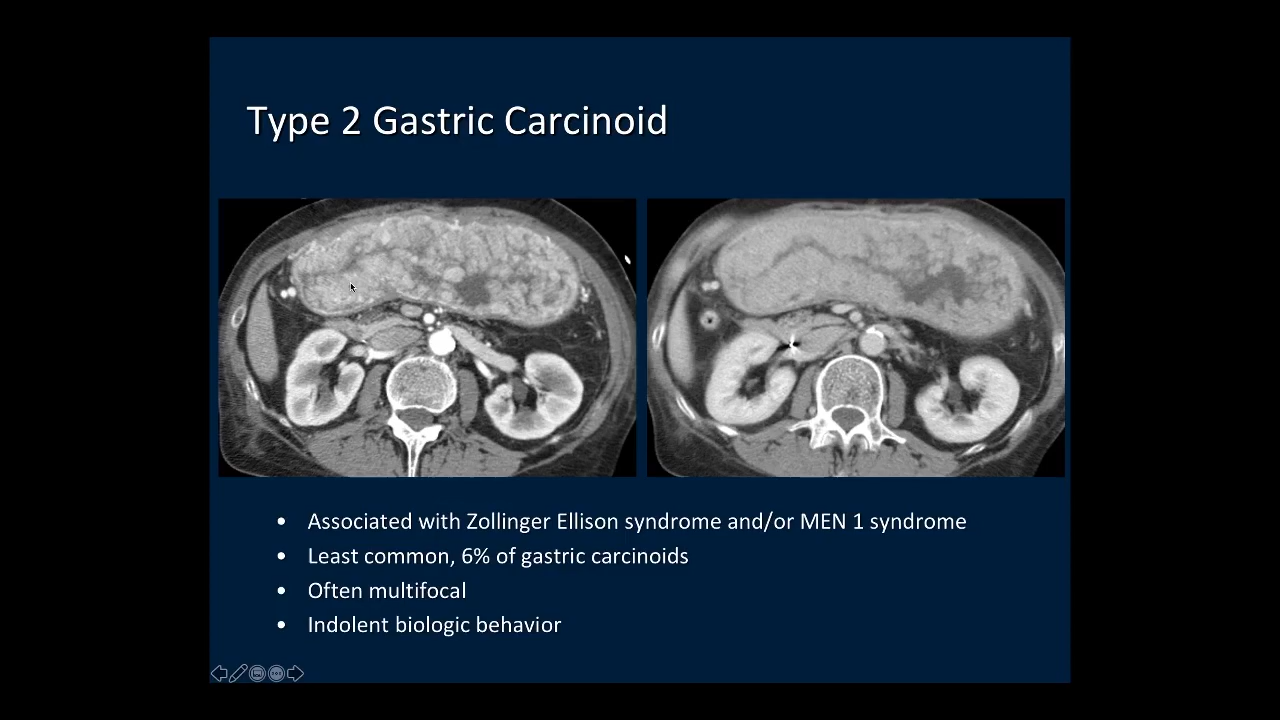 Type 2 Gastric Carcinoid
• Associated with Zollinger Ellison syndrome and/or MEN 1 syndrome
• Least common, 6% of gastric carcinoids
• Often multifocal
• Indolent biologic behavior